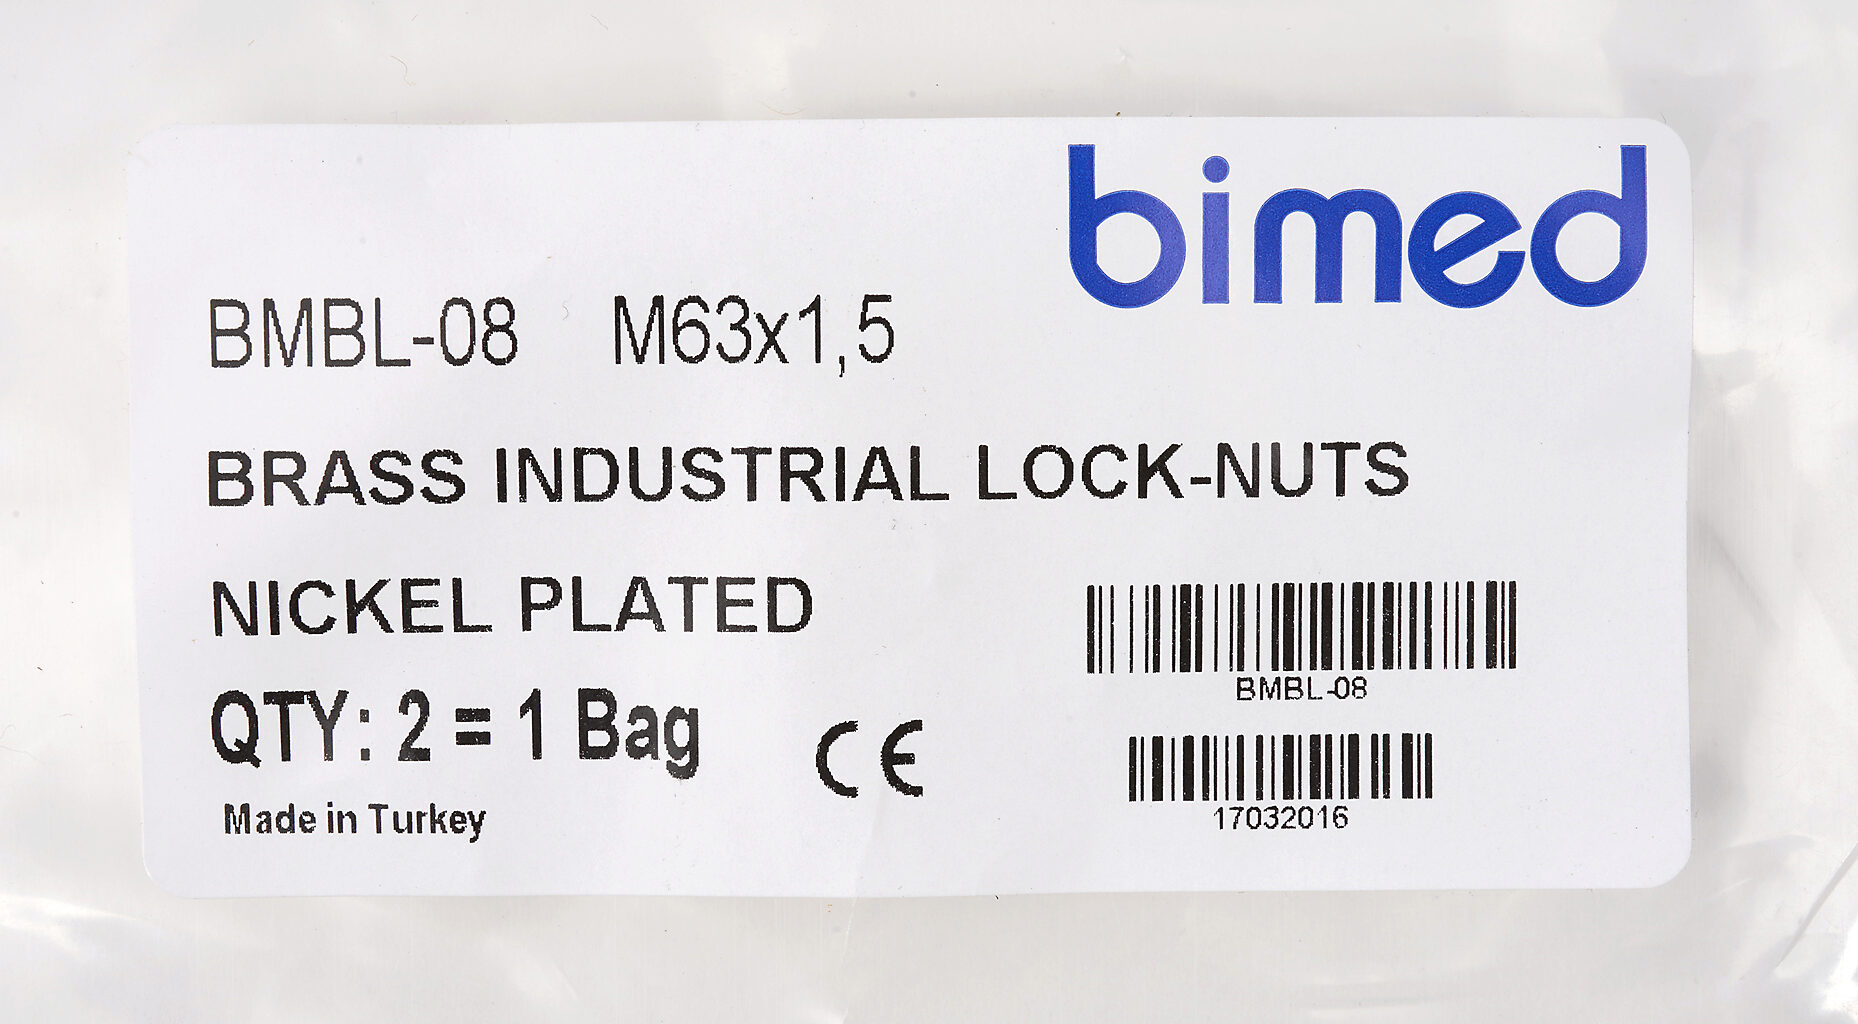 bimed
BMBL-08 M63x1,5
BRASS INDUSTRIAL LOCK-NUTS
NICKEL PLATED
BMBL-08
QTY: 2 = 1 Bag
CE
17032016
Made in Turkey